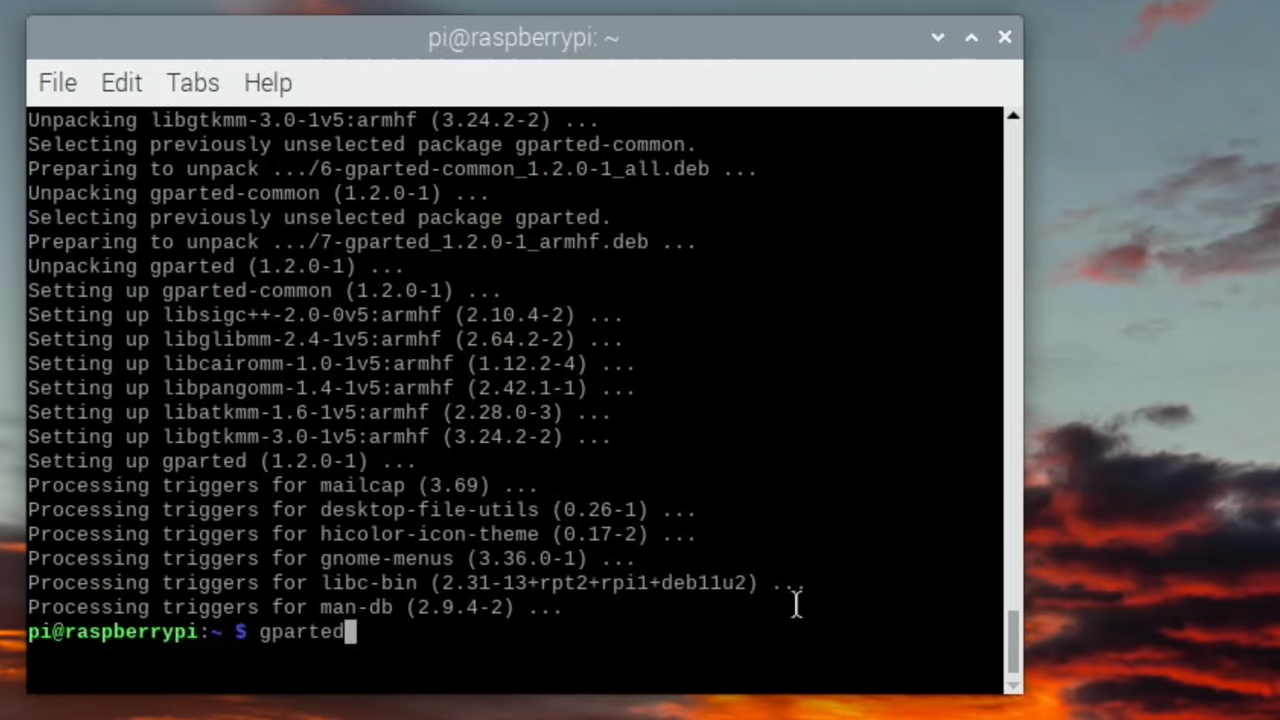 pi@raspberrypi: ~
File Edit Tabs Help
Unpacking libgtkmm-3.0-1v5:armhf (3.24.2-2) ...
Selecting previously unselected package gparted-common.
Preparing to unpack .../6-gparted-common_1.2.0-1_all.deb ...
Unpacking gparted-common (1.2.0-1) ...
Selecting previously unselected package gparted.
Preparing to unpack .../7-gparted_1.2.0-1_armhf.deb ...
Unpacking gparted (1.2.0-1) ...
Setting up gparted-common (1.2.0-1) ...
Setting up libsigc++-2.0-0v5:armhf (2.10.4-2) ...
Setting up libglibmm-2.4-1v5:armhf (2.64.2-2) ...
Setting up libcairomm-1.0-1v5:armhf (1.12.2-4) ...
Setting up libpangomm-1.4-1v5:armhf (2.42.1-1) ...
Setting up libatkmm-1.6-1v5:armhf (2.28.0-3) ...
Setting up libgtkmm-3.0-1v5:armhf (3.24.2-2) ...
Setting up gparted (1.2.0-1) ...
Processing triggers for mailcap (3.69) ...
Processing triggers for desktop-file-utils (0.26-1) ...
Processing triggers for hicolor-icon-theme (0.17-2) ...
Processing triggers for gnome-menus (3.36.0-1) ...
Processing triggers for libc-bin (2.31-13+rpt2+rpi1+deb11u2) ...
Processing triggers for man-db (2.9.4-2) ...
pi@raspberrypi:~ $ gparted